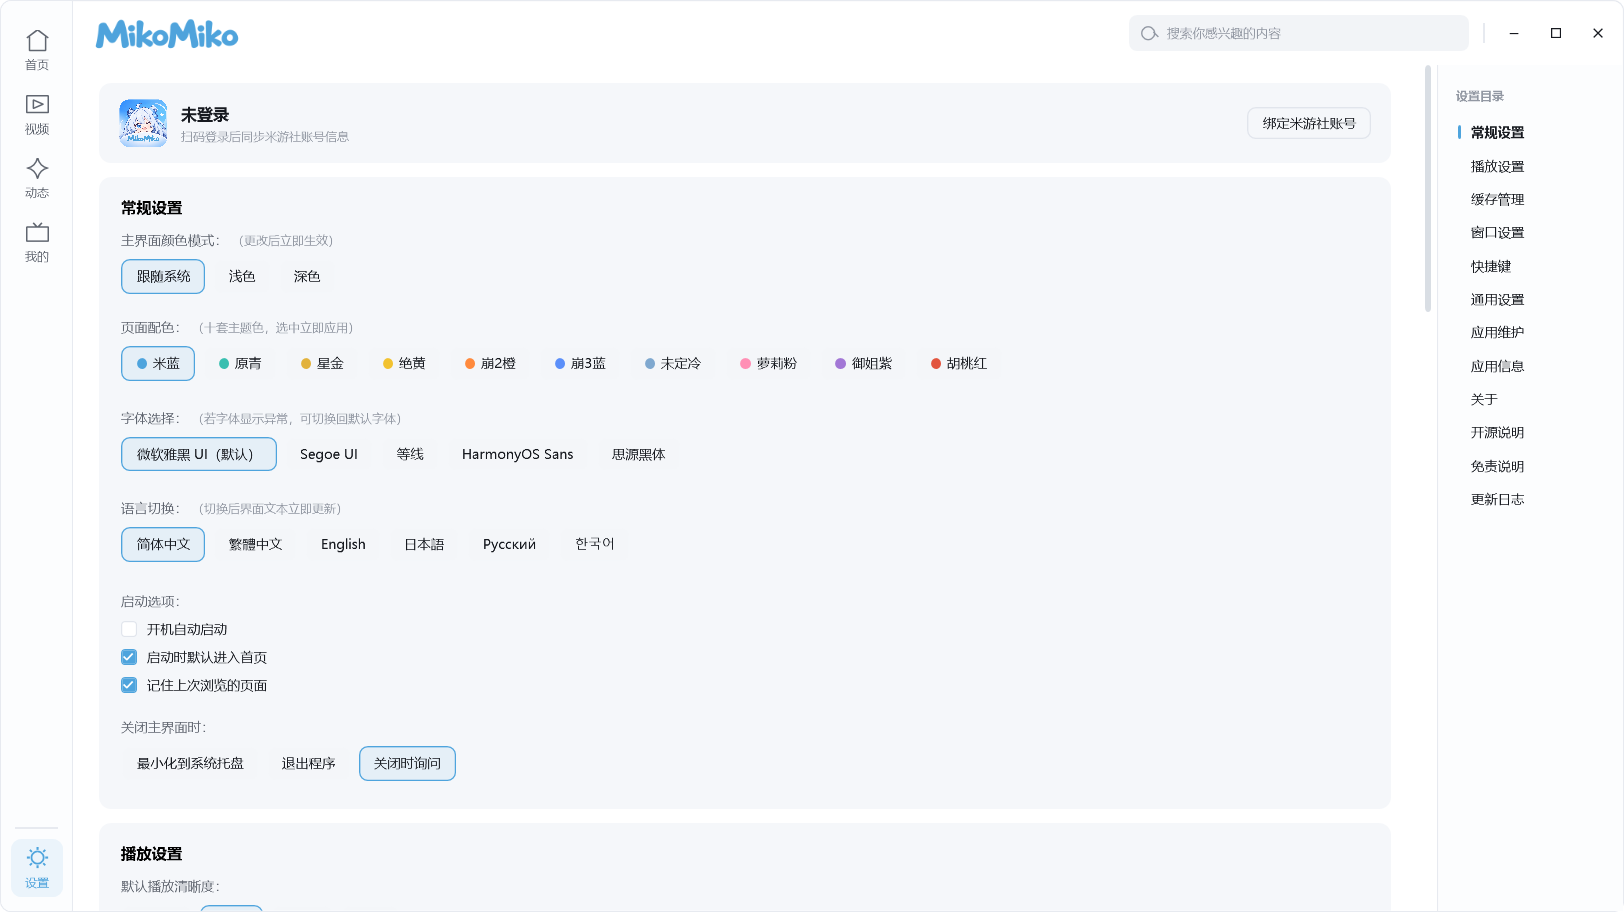 MikoMiko
搜索你感兴趣的内容
首页
视频
动态
我的
设置
MikoMiko
未登录
扫码登录后同步米游社账号信息
绑定米游社账号
常规设置
主界面颜色模式： （更改后立即生效）
跟随系统 浅色 深色
页面配色： （十套主题色，选中立即应用）
米蓝 原青 星金 绝黄 崩2橙 崩3蓝 未定冷 萝莉粉 御姐紫 胡桃红
字体选择： （若字体显示异常，可切换回默认字体）
微软雅黑 UI（默认） Segoe UI 等线 HarmonyOS Sans 思源黑体
语言切换： （切换后界面文本立即更新）
简体中文 繁體中文 English 日本語 Русский 한국어
启动选项：
开机自动启动
启动时默认进入首页
记住上次浏览的页面
关闭主界面时：
最小化到系统托盘 退出程序 关闭时询问
播放设置
默认播放清晰度：
设置目录
常规设置
播放设置
缓存管理
窗口设置
快捷键
通用设置
应用维护
应用信息
关于
开源说明
免责说明
更新日志